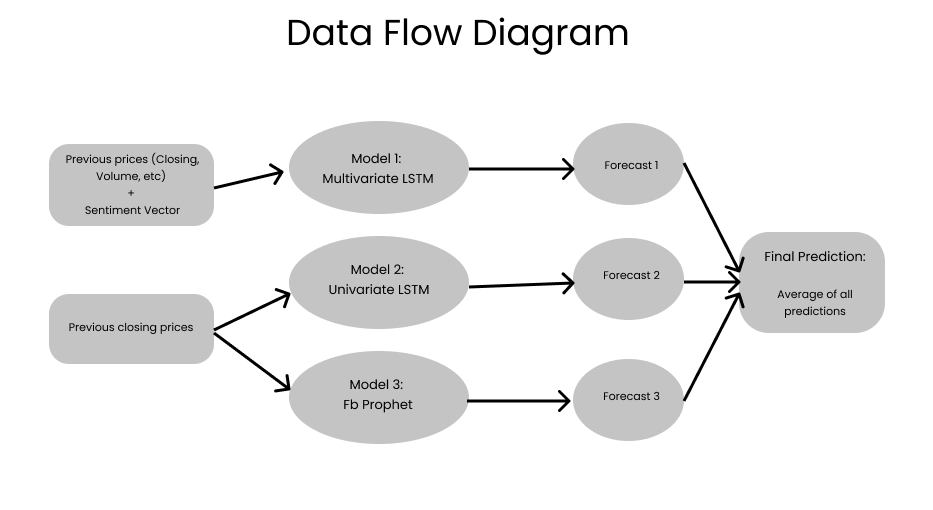 Data Flow Diagram
Previous prices (Closing,
Volume, etc)
+
Sentiment Vector
Model 1:
Multivariate LSTM
Forecast 1
Previous closing prices
Model 2:
Univariate LSTM
Forecast 2
Model 3:
Fb Prophet
Forecast 3
Final Prediction:
Average of all
predictions